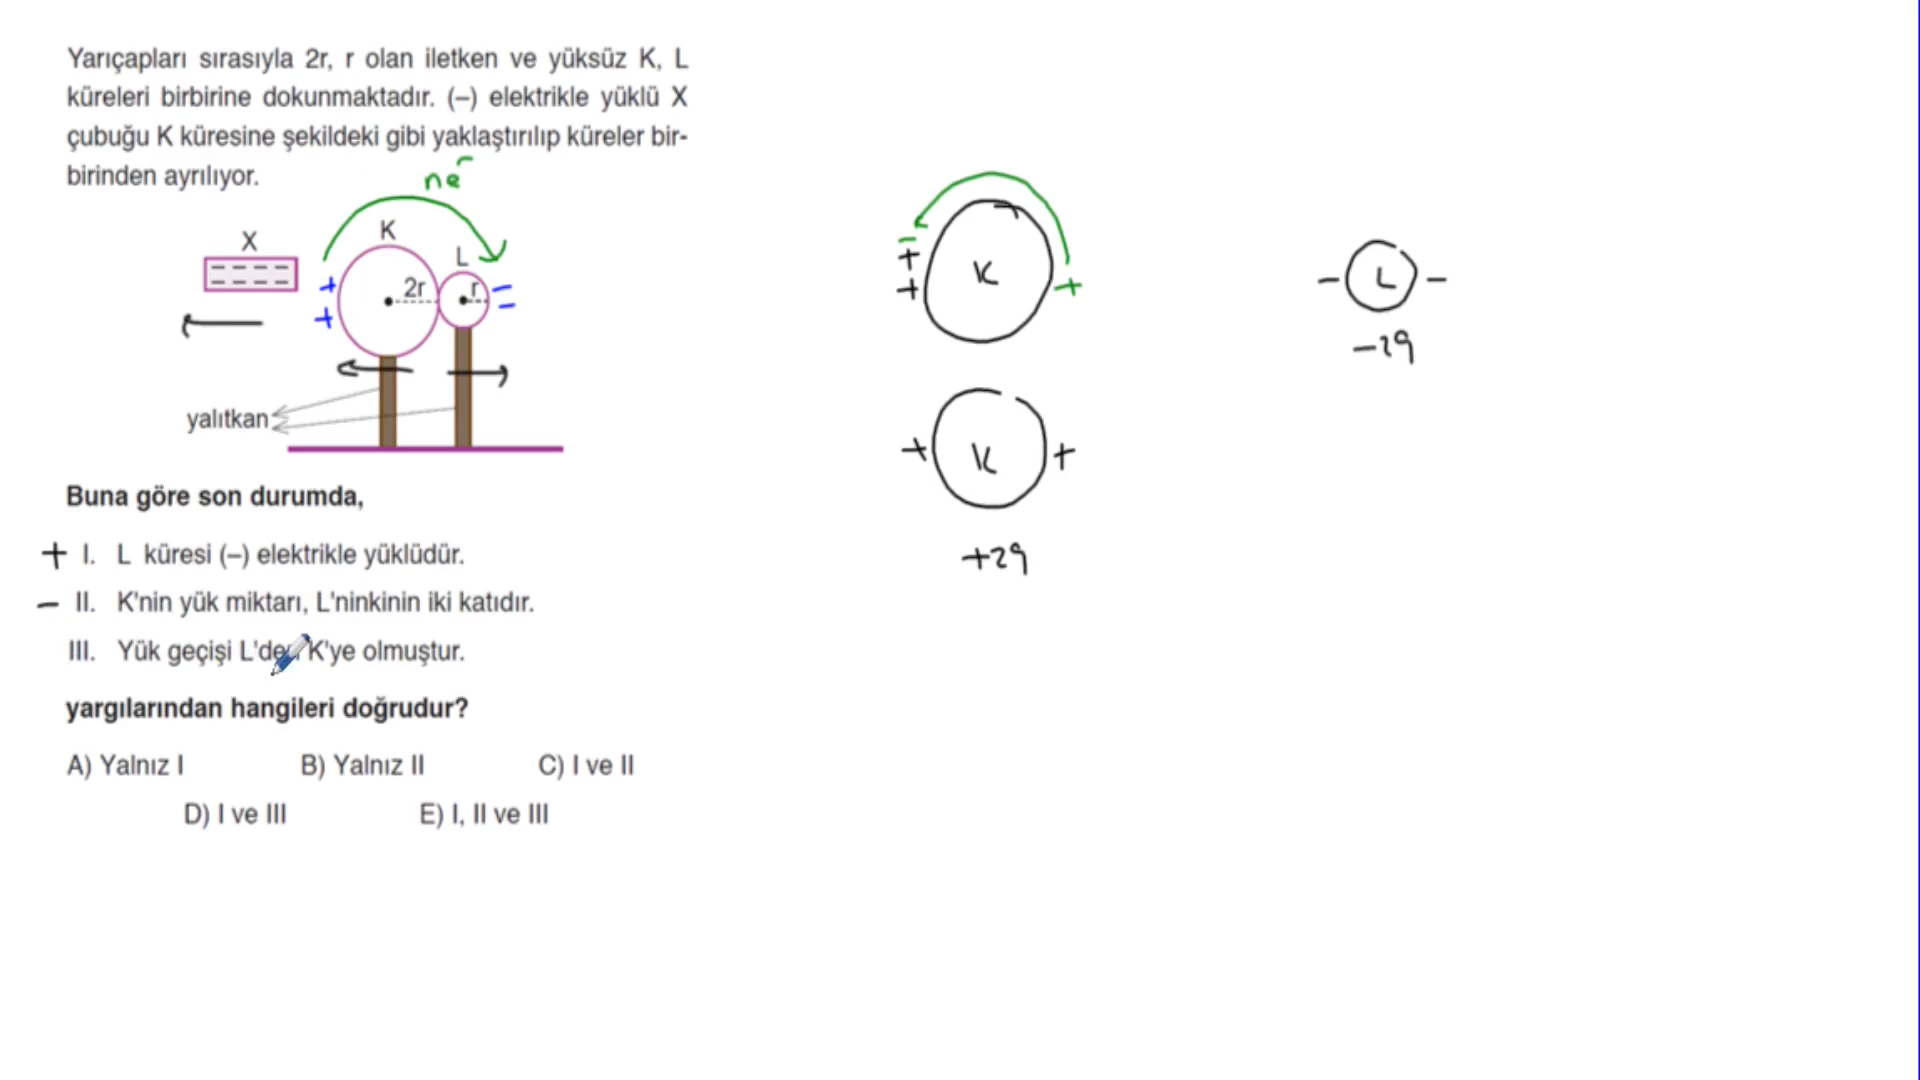 Yarıçapları sırasıyla 2r, r olan iletken ve yüksüz K, L
küreleri birbirine dokunmaktadır. (–) elektrikle yüklü X
çubuğu K küresine şekildeki gibi yaklaştırılıp küreler bir-
birinden ayrılıyor.
ne⁻
K
X
L
2r
r
+
+
yalıtkan
Buna göre son durumda,
+ I. L küresi (–) elektrikle yüklüdür.
– II. K'nin yük miktarı, L'ninkinin iki katıdır.
III. Yük geçişi L'den K'ye olmuştur.
yargılarından hangileri doğrudur?
A) Yalnız I B) Yalnız II C) I ve II
D) I ve III E) I, II ve III
–
+
+ K +
– L –
–2q
+ K +
+2q